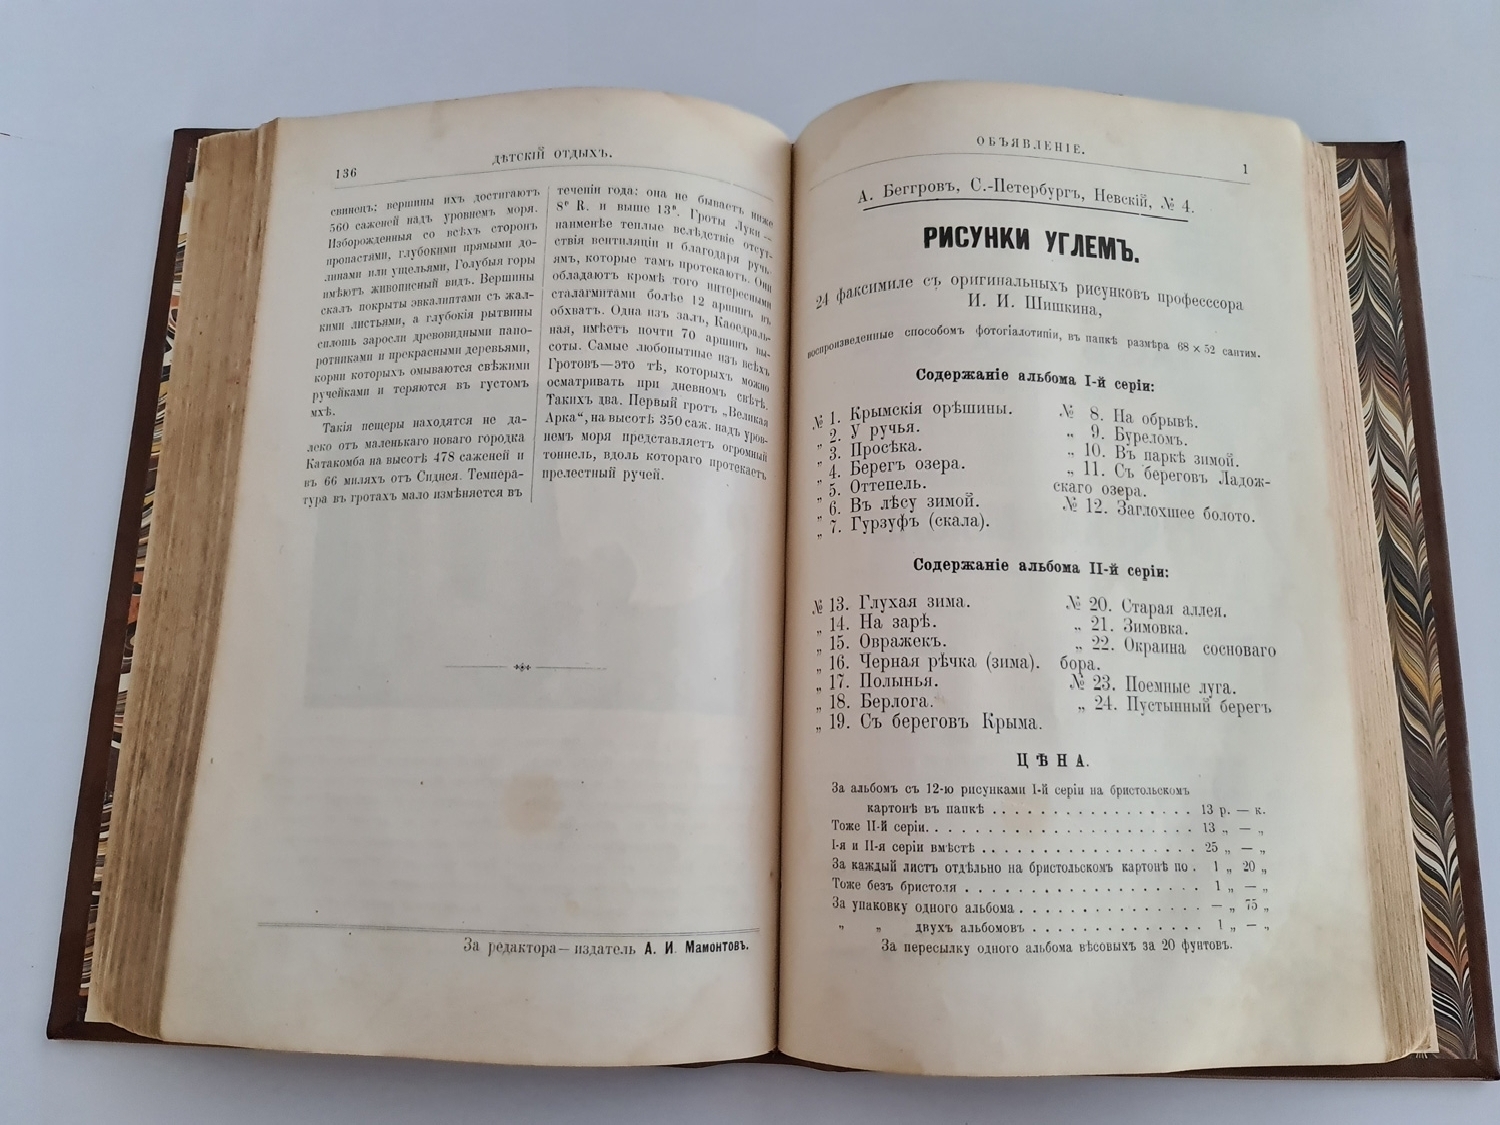 136
ДѢТСКІЙ ОТДЫХЪ.
свинецъ; вершины ихъ достигаютъ
560 саженей надъ уровнемъ моря.
Изборожденныя со всѣхъ сторонъ
пропастями, глубокими прямыми до-
линами или ущельями, Голубыя горы
имѣютъ живописный видъ. Вершины
скалъ покрыты эвкалиптами съ жал-
кими листьями, а глубокія рытвины
сплошь заросли древовидными папо-
ротниками и прекрасными деревьями,
корни которыхъ омываются свѣжими
ручейками и теряются въ густомъ
мхѣ.
Такія пещеры находятся не да-
леко отъ маленькаго новаго городка
Катакомба на высотѣ 478 саженей и
въ 66 миляхъ отъ Сиднея. Темпера-
тура въ гротахъ мало измѣняется въ
теченіи года: она не бываетъ ниже
8° R. и выше 13°. Гроты Луки —
наименѣе теплые вслѣдствіе отсут-
ствія вентиляціи и благодаря ручь-
ямъ, которые тамъ протекаютъ. Они
обладаютъ кромѣ того интересными
сталагмитами болѣе 12 аршинъ въ
обхватъ. Одна изъ залъ, Каѳедраль-
ная, имѣетъ почти 70 аршинъ вы-
соты. Самые любопытные изъ всѣхъ
Гротовъ—это тѣ, которыхъ можно
осматривать при дневномъ свѣтѣ.
Такихъ два. Первый гротъ „Великая
Арка“, на высотѣ 350 саж. надъ уров-
немъ моря представляетъ огромный
тоннель, вдоль котораго протекаетъ
прелестный ручей.
За редактора—издатель А. И. Мамонтовъ.
ОБЪЯВЛЕНІЕ.
1
А. Беггровъ, С.-Петербургъ, Невскій, № 4.
РИСУНКИ УГЛЕМЪ.
24 факсимиле съ оригинальныхъ рисунковъ професссора
И. И. Шишкина,
воспроизведенные способомъ фотогіалотипіи, въ папкѣ размѣра 68 × 52 сантим.
Содержаніе альбома I-й серіи:
№ 1. Крымскія орѣшины.
„ 2. У ручья.
„ 3. Просѣка.
„ 4. Берегъ озера.
„ 5. Оттепель.
„ 6. Въ лѣсу зимой.
„ 7. Гурзуфъ (скала).
№ 8. На обрывѣ.
„ 9. Буреломъ.
„ 10. Въ паркѣ зимой.
„ 11. Съ береговъ Ладож-
скаго озера.
№ 12. Заглохшее болото.
Содержаніе альбома II-й серіи:
№ 13. Глухая зима.
„ 14. На зарѣ.
„ 15. Овражекъ.
„ 16. Черная рѣчка (зима).
„ 17. Полынья.
„ 18. Берлога.
„ 19. Съ береговъ Крыма.
№ 20. Старая аллея.
„ 21. Зимовка.
„ 22. Окраина сосноваго
бора.
№ 23. Поемные луга.
„ 24. Пустынный берегъ
ЦѢНА.
За альбомъ съ 12-ю рисунками I-й серіи на бристольскомъ
картонѣ въ папкѣ . . . . . . . . . . . . . . . . . 13 р. — к.
Тоже II-й серіи. . . . . . . . . . . . . . . . . . . . . . 13 „ — „
I-я и II-я серіи вмѣстѣ . . . . . . . . . . . . . . . . . 25 „ — „
За каждый листъ отдѣльно на бристольскомъ картонѣ по . 1 „ 20 „
Тоже безъ бристоля . . . . . . . . . . . . . . . . . . . 1 „ — „
За упаковку одного альбома . . . . . . . . . . . . . . — „ 75 „
„ „ двухъ альбомовъ . . . . . . . . . . . . . 1 „ — „
За пересылку одного альбома вѣсовыхъ за 20 фунтовъ.